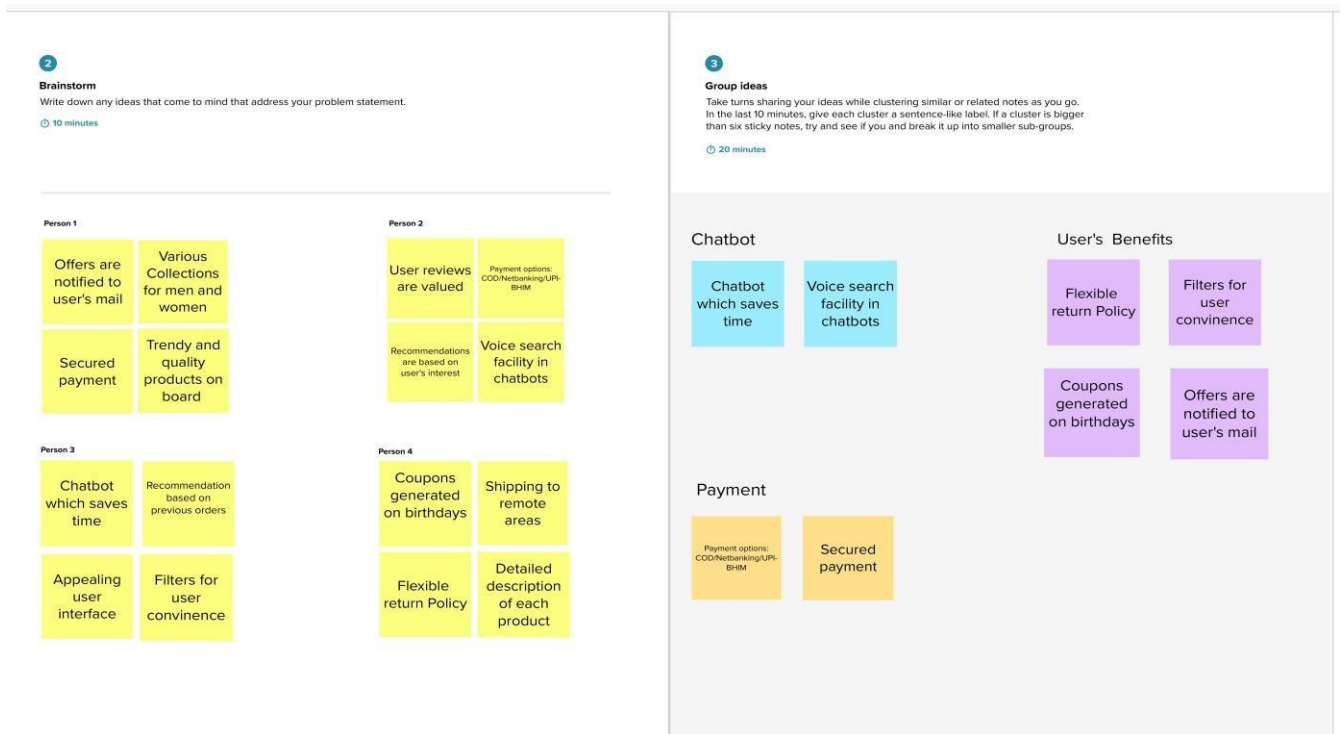 2
Brainstorm
Write down any ideas that come to mind that address your problem statement.
10 minutes
Person 1
Offers are
notified to
user's mail
Various
Collections
for men and
women
Secured
payment
Trendy and
quality
products on
board
Person 2
User reviews
are valued
Payment options:
COD/Netbanking/UPI-
BHIM
Recommendations
are based on
user's interest
Voice search
facility in
chatbots
Person 3
Chatbot
which saves
time
Recommendation
based on
previous orders
Appealing
user
interface
Filters for
user
convinence
Person 4
Coupons
generated
on birthdays
Shipping to
remote
areas
Flexible
return Policy
Detailed
description
of each
product
3
Group ideas
Take turns sharing your ideas while clustering similar or related notes as you go.
In the last 10 minutes, give each cluster a sentence-like label. If a cluster is bigger
than six sticky notes, try and see if you and break it up into smaller sub-groups.
20 minutes
Chatbot
Chatbot
which saves
time
Voice search
facility in
chatbots
User's Benefits
Flexible
return Policy
Filters for
user
convinence
Coupons
generated
on birthdays
Offers are
notified to
user's mail
Payment
Payment options:
COD/Netbanking/UPI-
BHIM
Secured
payment